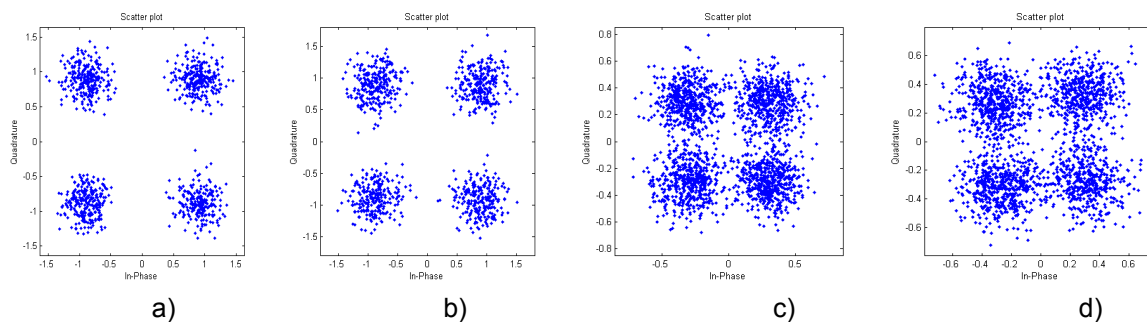 Scatter plot
1.5
1
0.5
0
-0.5
-1
-1.5
Quadrature
-1.5 -1 -0.5 0 0.5 1 1.5
In-Phase
a)
Scatter plot
1.5
1
0.5
0
-0.5
-1
-1.5
Quadrature
-1.5 -1 -0.5 0 0.5 1 1.5
In-Phase
b)
Scatter plot
0.8
0.6
0.4
0.2
0
-0.2
-0.4
-0.6
-0.8
Quadrature
-0.5 0 0.5
In-Phase
c)
Scatter plot
0.6
0.4
0.2
0
-0.2
-0.4
-0.6
Quadrature
-0.6 -0.4 -0.2 0 0.2 0.4 0.6
In-Phase
d)